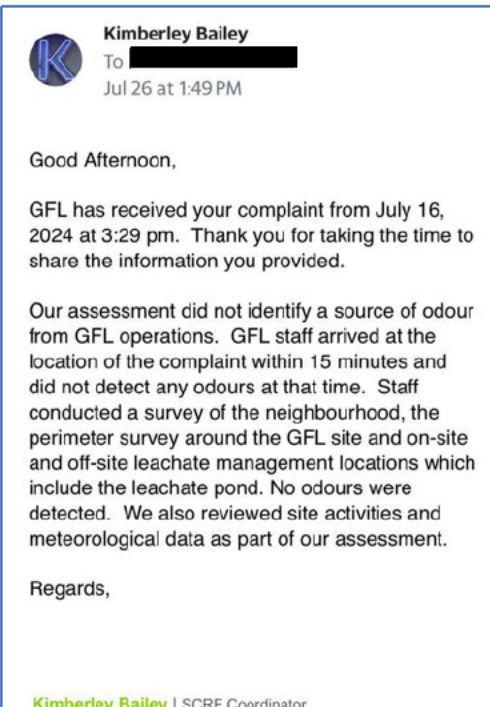 Kimberley Bailey
To
Jul 26 at 1:49 PM
Good Afternoon,
GFL has received your complaint from July 16,
2024 at 3:29 pm.  Thank you for taking the time to
share the information you provided.
Our assessment did not identify a source of odour
from GFL operations.  GFL staff arrived at the
location of the complaint within 15 minutes and
did not detect any odours at that time.  Staff
conducted a survey of the neighbourhood, the
perimeter survey around the GFL site and on-site
and off-site leachate management locations which
include the leachate pond. No odours were
detected.  We also reviewed site activities and
meteorological data as part of our assessment.
Regards,
Kimberley Bailey | SCRF Coordinator